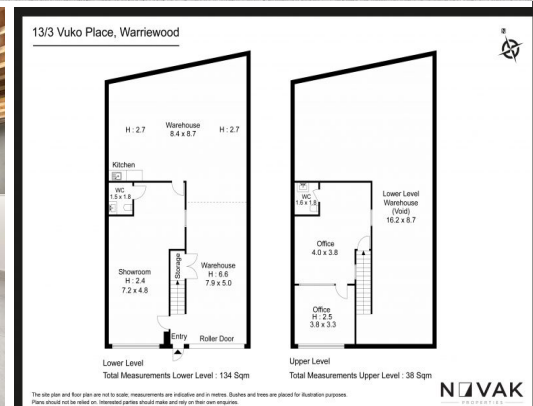 13/3 Vuko Place, Warriewood
N
Warehouse
8.4 x 8.7
H : 2.7
H : 2.7
Kitchen
WC
1.5 x 1.8
Showroom
H : 2.4
7.2 x 4.8
Storage
Warehouse
H : 6.6
7.9 x 5.0
Entry
Roller Door
Lower Level
Total Measurements Lower Level : 134 Sqm
WC
1.6 x 1.8
Lower Level
Warehouse
(Void)
16.2 x 8.7
Office
4.0 x 3.8
Office
H : 2.5
3.8 x 3.3
Upper Level
Total Measurements Upper Level : 38 Sqm
The site plan and floor plan are not to scale; measurements are indicative and in metres. Bushes and trees are placed for illustration purposes.
Plans should not be relied on. Interested parties should make and rely on their own enquiries.
NOVAK
PROPERTIES